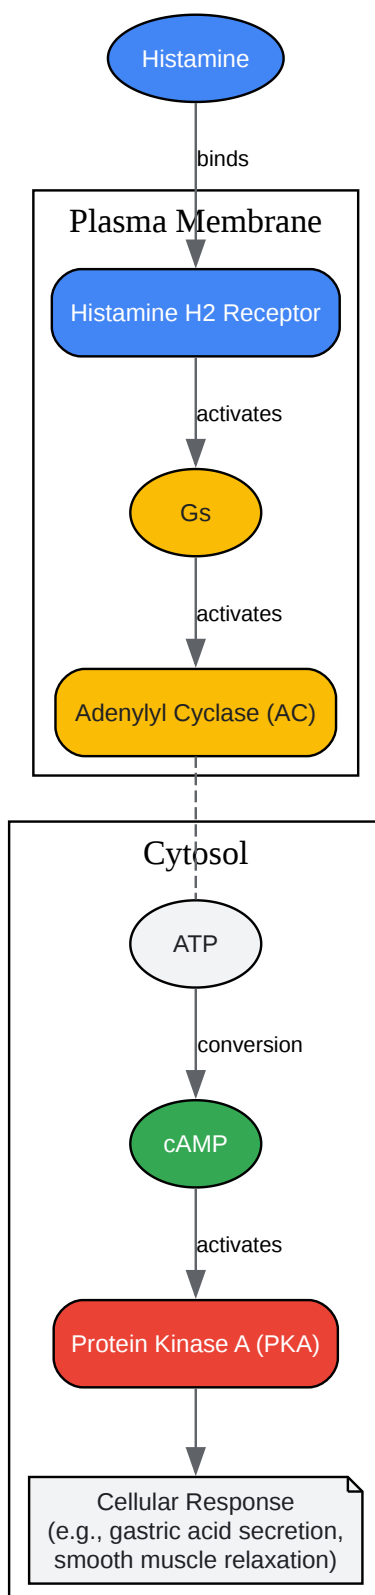 Histamine
binds
Plasma Membrane
Histamine H2 Receptor
activates
Gs
activates
Adenylyl Cyclase (AC)
Cytosol
ATP
conversion
cAMP
activates
Protein Kinase A (PKA)
Cellular Response
(e.g., gastric acid secretion,
smooth muscle relaxation)